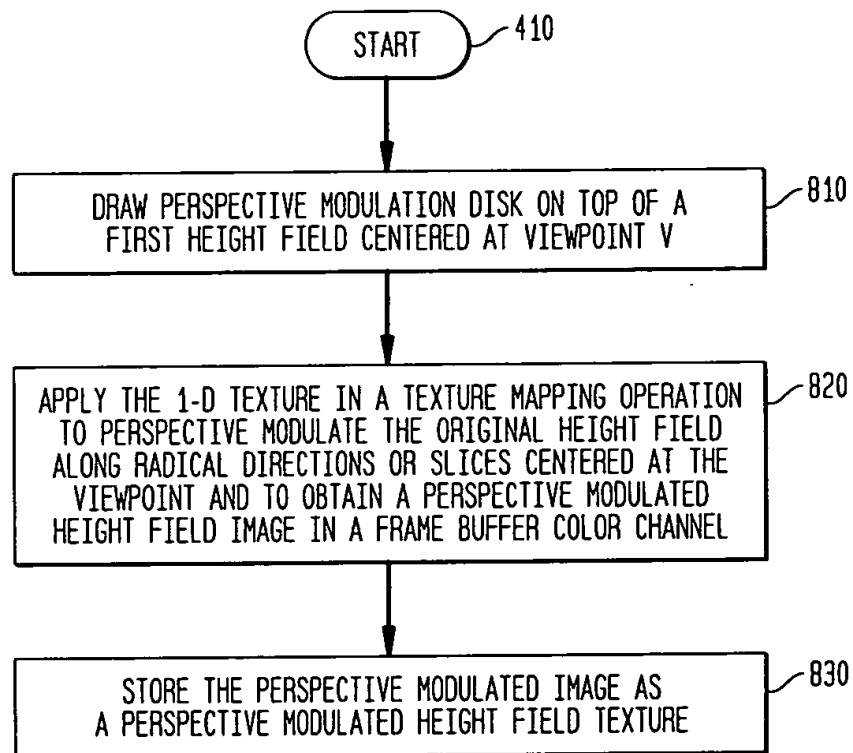 START
410
DRAW PERSPECTIVE MODULATION DISK ON TOP OF A
FIRST HEIGHT FIELD CENTERED AT VIEWPOINT V
810
APPLY THE 1-D TEXTURE IN A TEXTURE MAPPING OPERATION
TO PERSPECTIVE MODULATE THE ORIGINAL HEIGHT FIELD
ALONG RADICAL DIRECTIONS OR SLICES CENTERED AT THE
VIEWPOINT AND TO OBTAIN A PERSPECTIVE MODULATED
HEIGHT FIELD IMAGE IN A FRAME BUFFER COLOR CHANNEL
820
STORE THE PERSPECTIVE MODULATED IMAGE AS
A PERSPECTIVE MODULATED HEIGHT FIELD TEXTURE
830